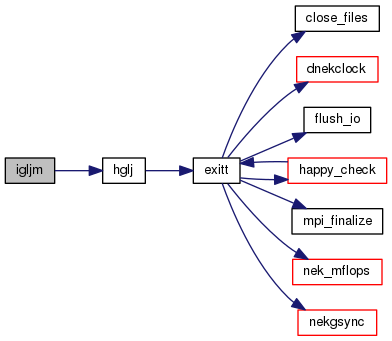 close_files
dnekclock
flush_io
igljm
hglj
exitt
happy_check
mpi_finalize
nek_mflops
nekgsync